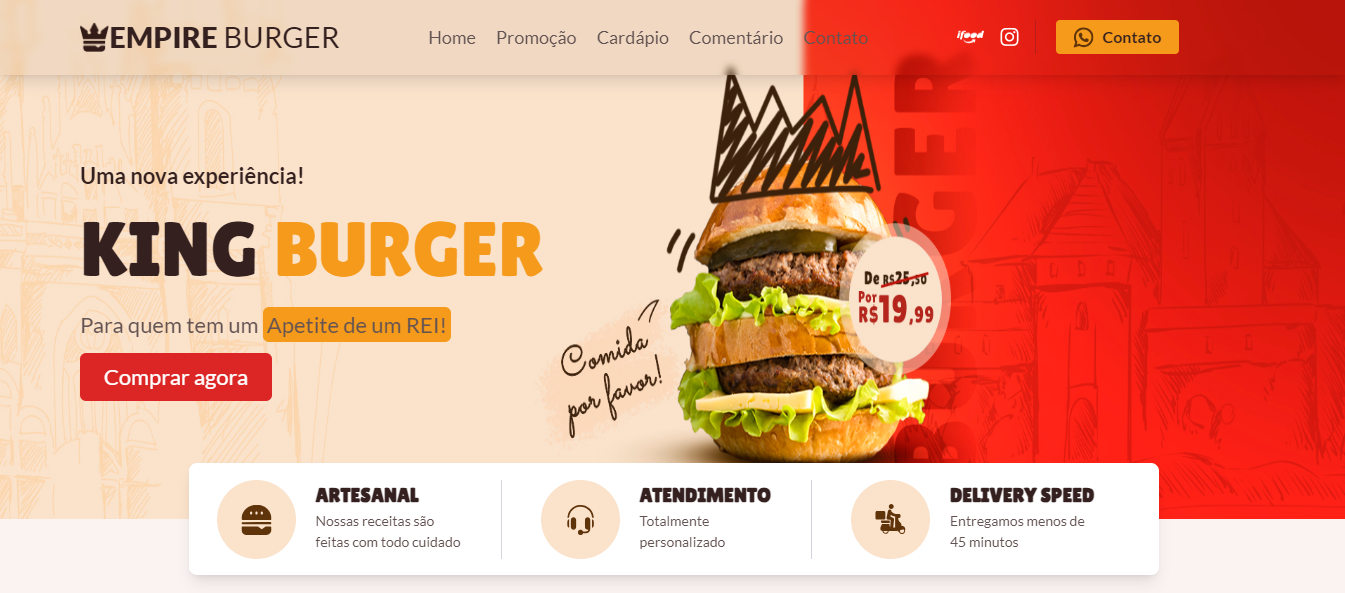 EMPIRE BURGER
Home Promoção Cardápio Comentário Contato
ifood
Contato
Uma nova experiência!
KING BURGER
Para quem tem um Apetite de um REI!
Comprar agora
Comida
por favor!
BURGER
De R$25,50
Por
R$19,99
ARTESANAL
Nossas receitas são
feitas com todo cuidado
ATENDIMENTO
Totalmente
personalizado
DELIVERY SPEED
Entregamos menos de
45 minutos